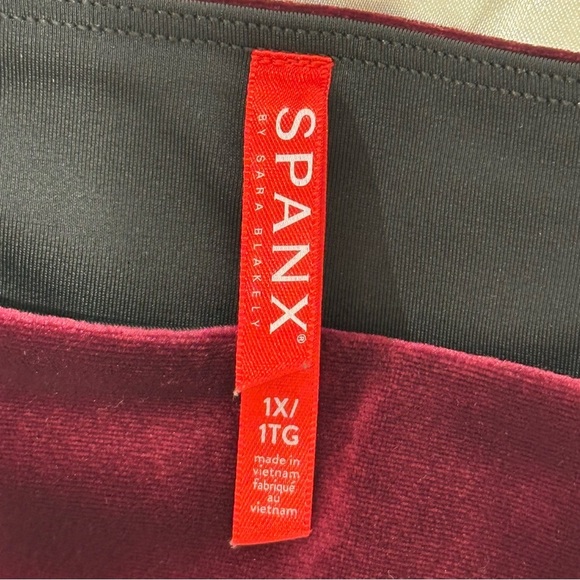 SPANX®
BY SARA BLAKELY
1X/
1TG
made in
vietnam
fabriqué
au
vietnam